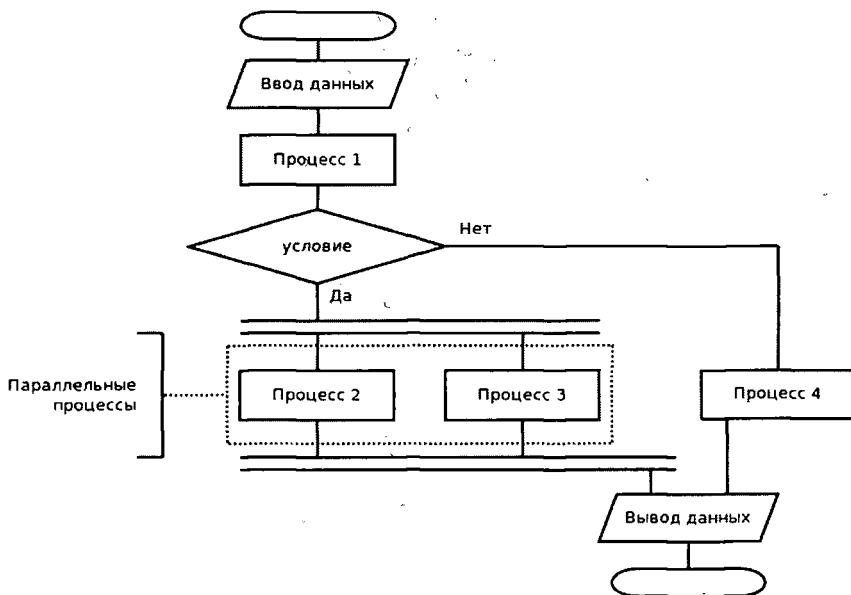 Ввод данных
Процесс 1
условие
Нет
Да
Параллельные
процессы
Процесс 2
Процесс 3
Процесс 4
Вывод данных